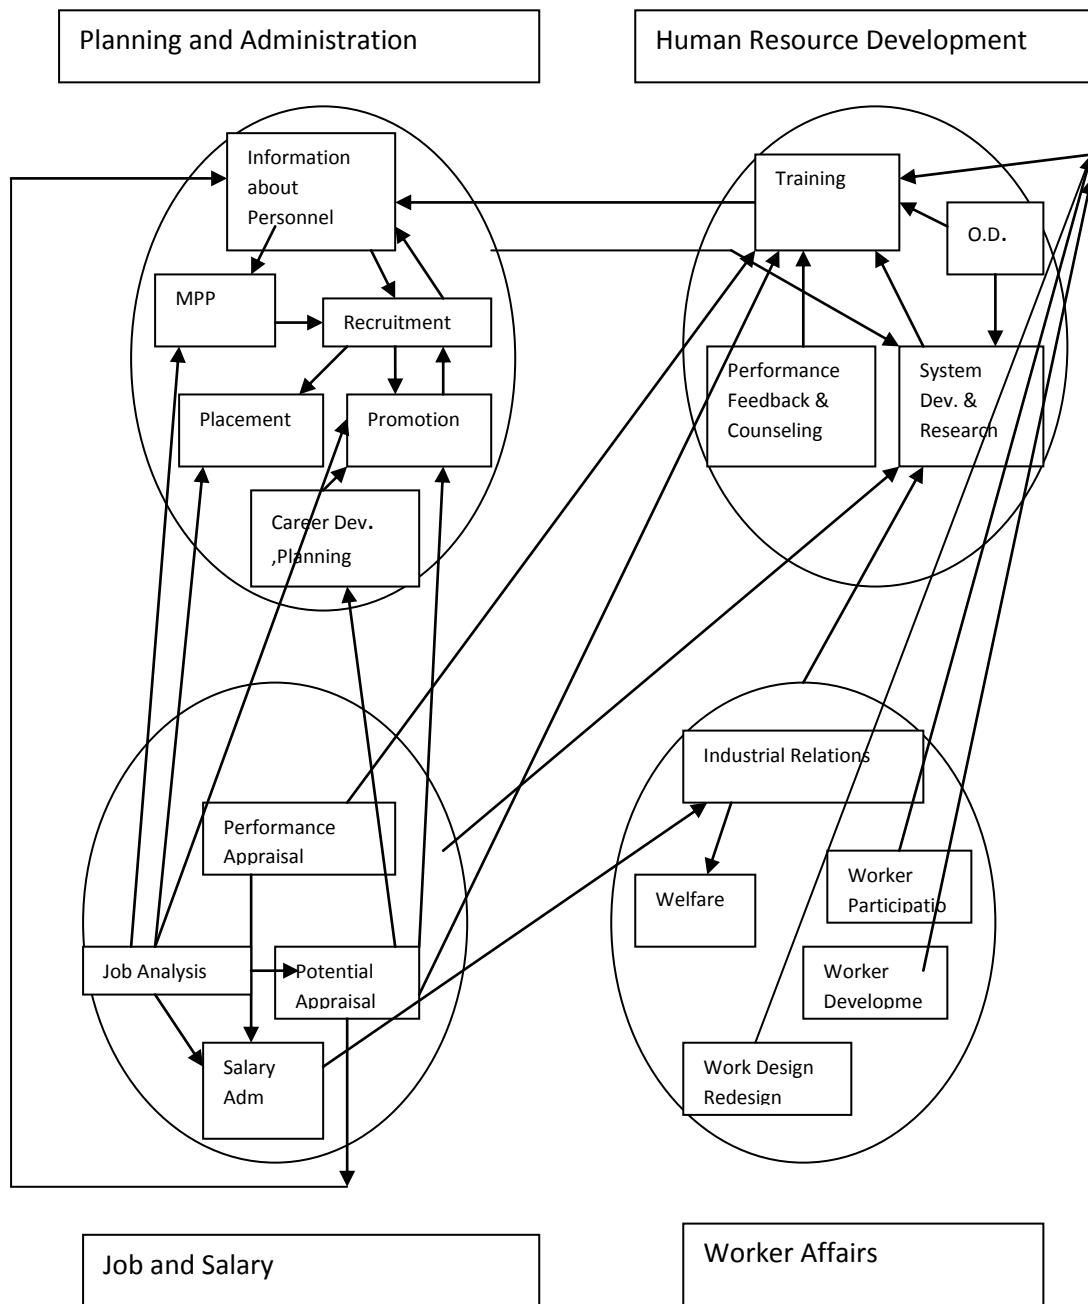 Planning and Administration
Human Resource Development
Information
about
Personnel
MPP
Recruitment
Placement
Promotion
Career Dev.
,Planning
Training
O.D.
Performance
Feedback &
Counseling
System
Dev. &
Research
Performance
Appraisal
Job Analysis
Potential
Appraisal
Salary
Adm
Industrial Relations
Welfare
Worker
Participatio
Worker
Developme
Work Design
Redesign
Job and Salary
Worker Affairs